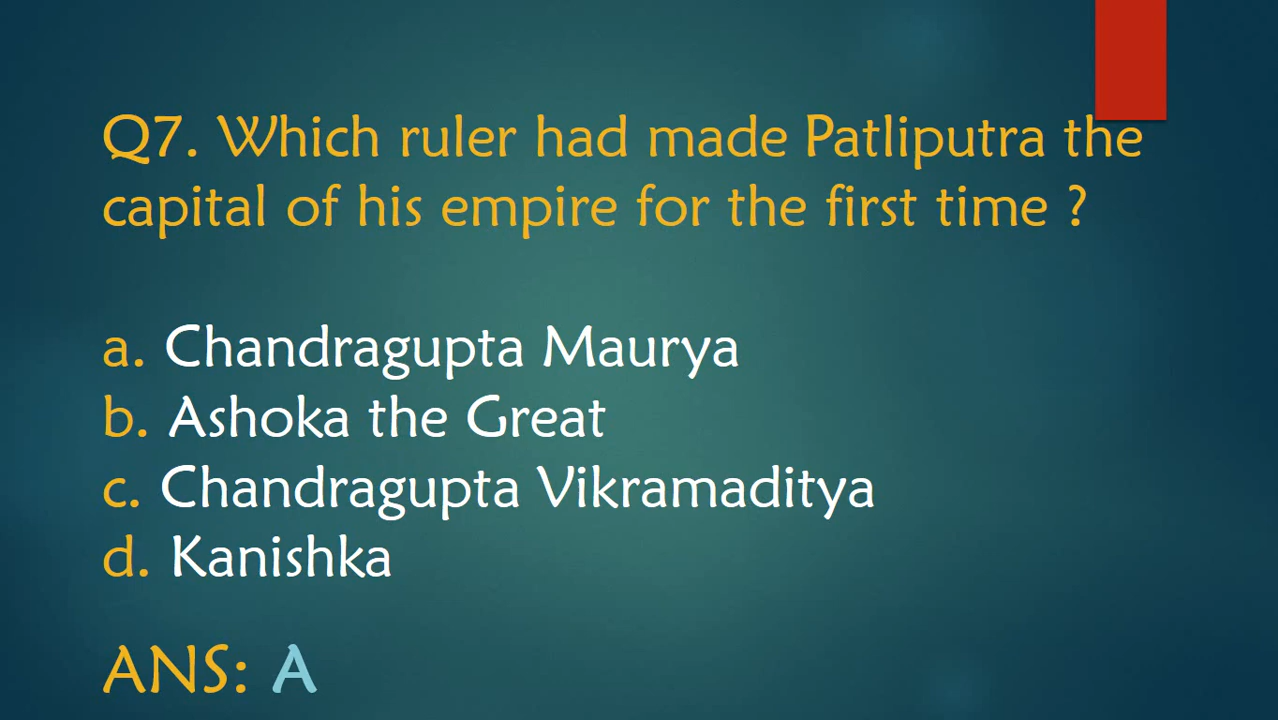 Q7. Which ruler had made Patliputra the
capital of his empire for the first time ?
a. Chandragupta Maurya
b. Ashoka the Great
c. Chandragupta Vikramaditya
d. Kanishka
ANS: A